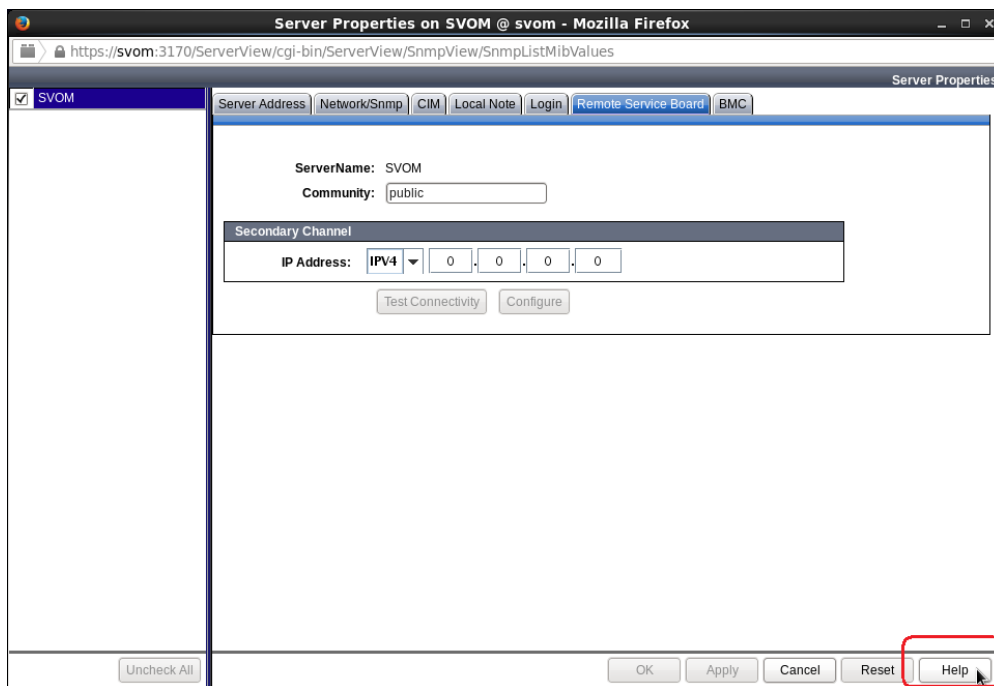 Server Properties on SVOM @ svom - Mozilla Firefox
https://svom:3170/ServerView/cgi-bin/ServerView/SnmpView/SnmpListMibValues
Server Properties
SVOM
Server Address Network/Snmp CIM Local Note Login Remote Service Board BMC
ServerName: SVOM
Community: public
Secondary Channel
IP Address: IPV4 0 . 0 . 0 . 0
Test Connectivity Configure
Uncheck All OK Apply Cancel Reset Help